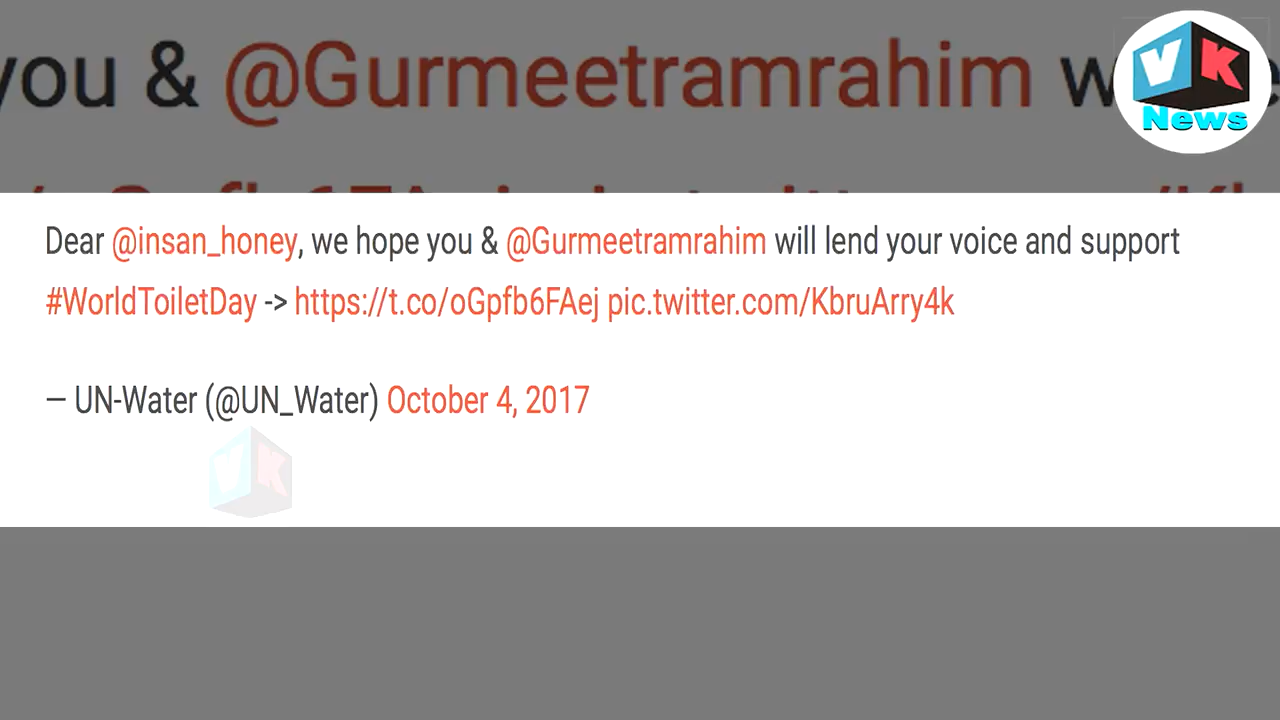 you & @Gurmeetramrahim
VK
News
Dear @insan_honey, we hope you & @Gurmeetramrahim will lend your voice and support
#WorldToiletDay -> https://t.co/oGpfb6FAej pic.twitter.com/KbruArry4k
— UN-Water (@UN_Water) October 4, 2017
VK